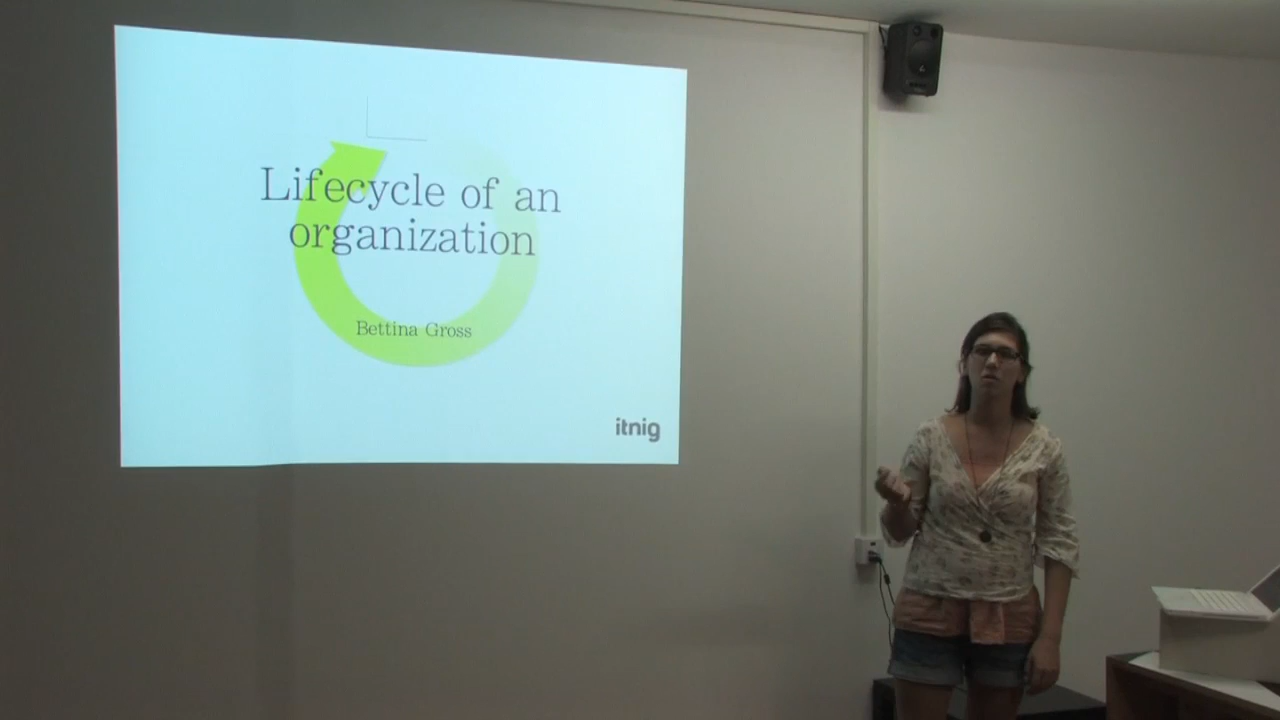 Lifecycle of an
organization
Bettina Gross
itnig